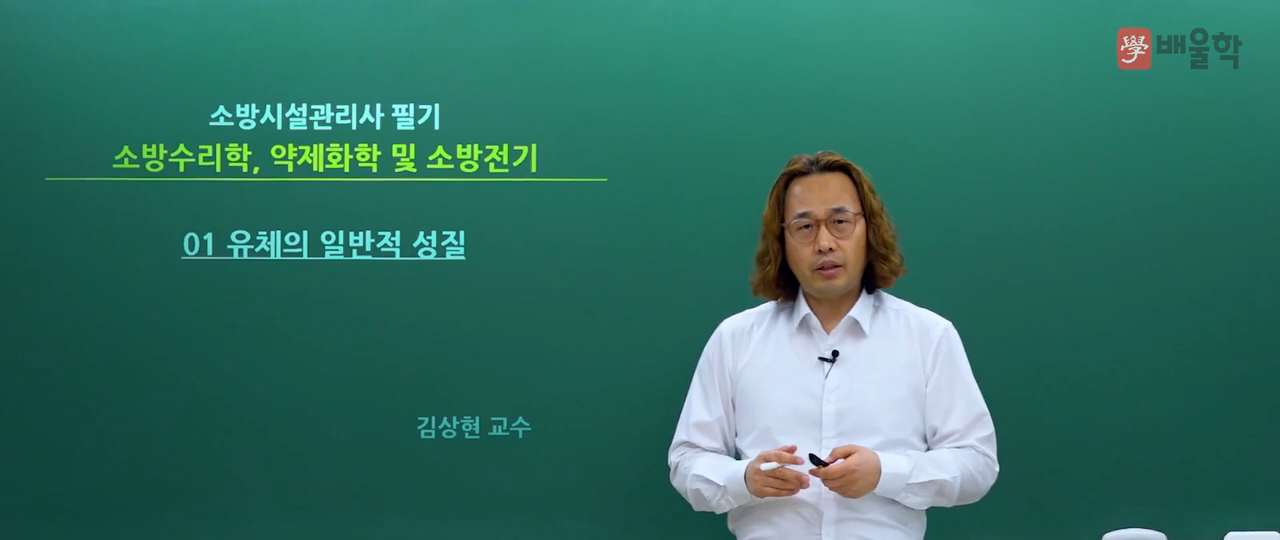 學 배울학
소방시설관리사 필기
소방수리학, 약제화학 및 소방전기
01 유체의 일반적 성질
김상현 교수